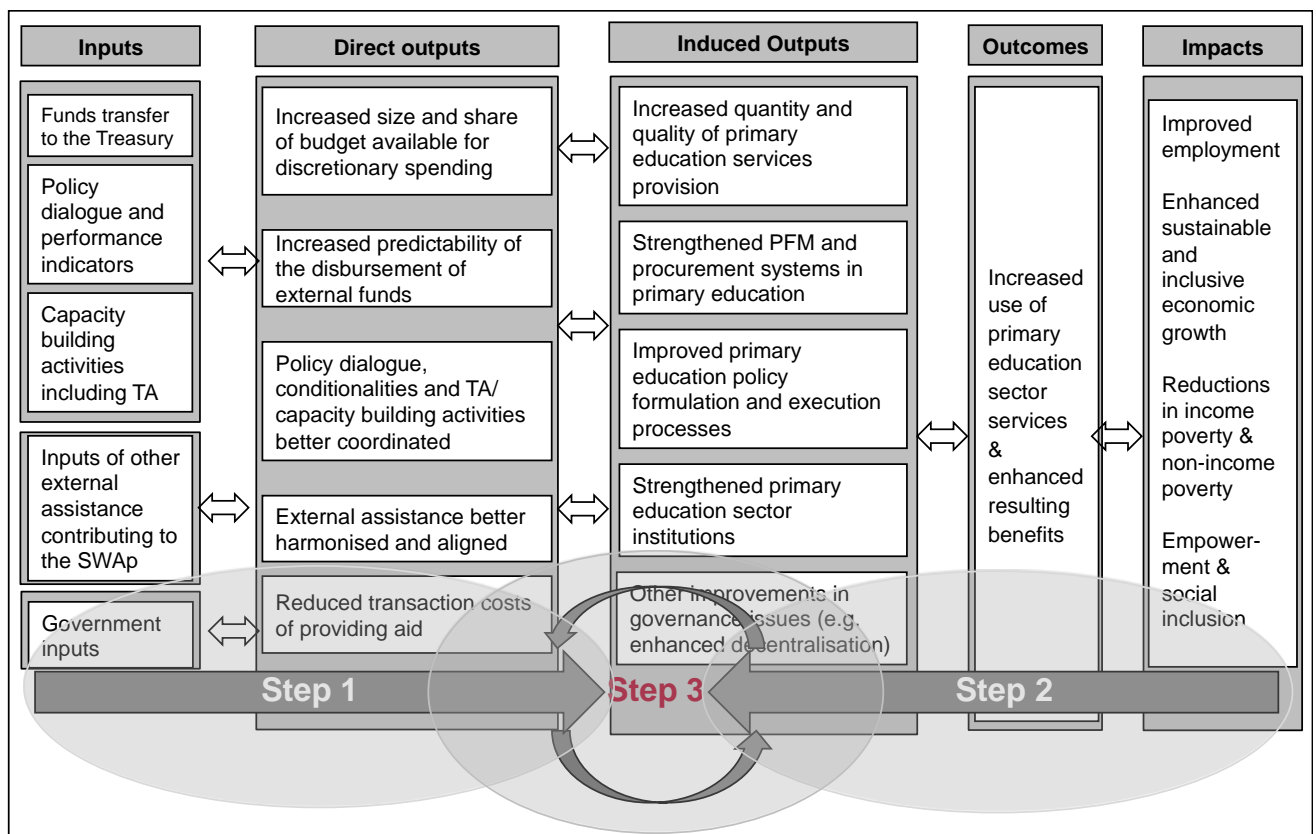 Inputs
Direct outputs
Induced Outputs
Outcomes
Impacts
Funds transfer
to the Treasury
Policy
dialogue and
performance
indicators
Capacity
building
activities
including TA
Inputs of other
external
assistance
contributing to
the SWAp
Government
inputs
Increased size and share
of budget available for
discretionary spending
Increased predictability of
the disbursement of
external funds
Policy dialogue,
conditionalities and TA/
capacity building activities
better coordinated
External assistance better
harmonised and aligned
Reduced transaction costs
of providing aid
Increased quantity and
quality of primary
education services
provision
Strengthened PFM and
procurement systems in
primary education
Improved primary
education policy
formulation and execution
processes
Strengthened primary
education sector
institutions
Other improvements in
governance issues (e.g.
enhanced decentralisation)
Increased
use of
primary
education
sector
services
&
enhanced
resulting
benefits
Improved
employment
Enhanced
sustainable
and
inclusive
economic
growth
Reductions
in income
poverty &
non-income
poverty
Empower-
ment &
social
inclusion
Step 1
Step 3
Step 2